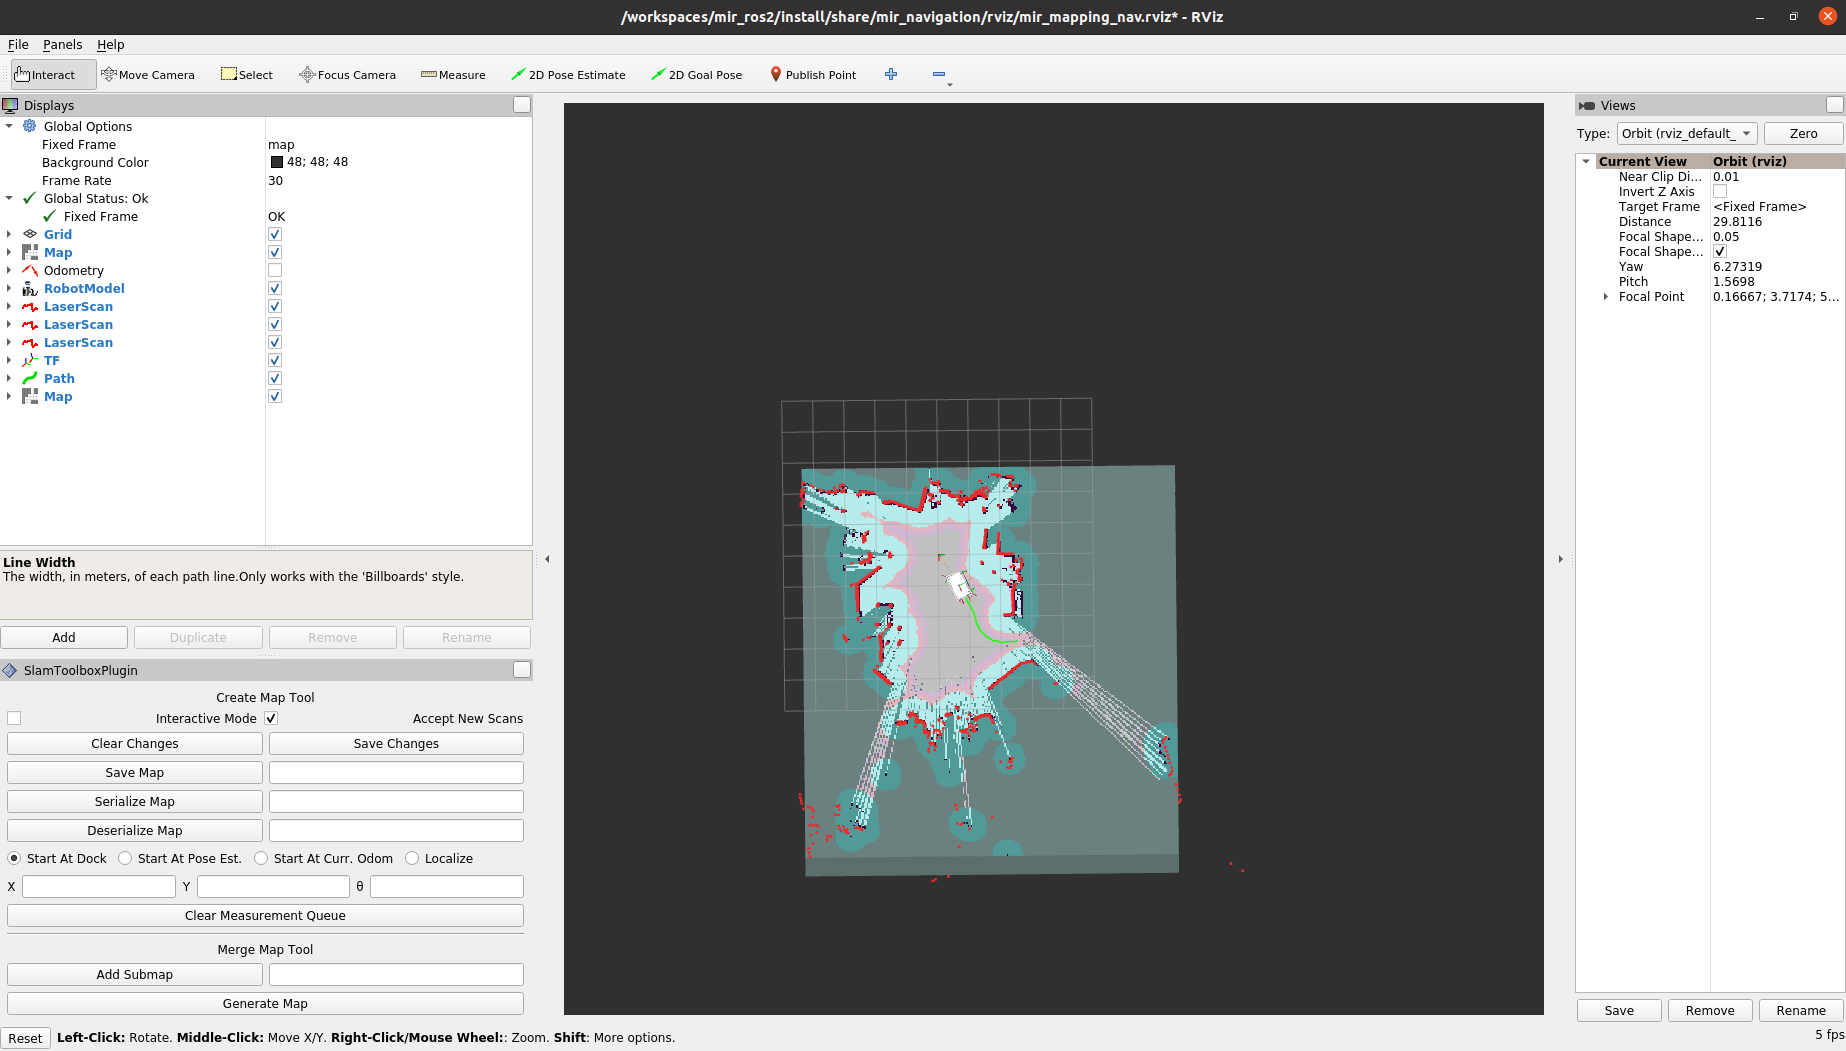 /workspaces/mir_ros2/install/share/mir_navigation/rviz/mir_mapping_nav.rviz* - RViz
File Panels Help
Interact Move Camera Select Focus Camera Measure 2D Pose Estimate 2D Goal Pose Publish Point
Displays
Global Options
Fixed Frame map
Background Color 48; 48; 48
Frame Rate 30
Global Status: Ok
Fixed Frame OK
Grid
Map
Odometry
RobotModel
LaserScan
LaserScan
LaserScan
TF
Path
Map
Line Width
The width, in meters, of each path line.Only works with the 'Billboards' style.
Add Duplicate Remove Rename
SlamToolboxPlugin
Create Map Tool
Interactive Mode Accept New Scans
Clear Changes Save Changes
Save Map
Serialize Map
Deserialize Map
Start At Dock Start At Pose Est. Start At Curr. Odom Localize
X Y θ
Clear Measurement Queue
Merge Map Tool
Add Submap
Generate Map
Reset Left-Click: Rotate. Middle-Click: Move X/Y. Right-Click/Mouse Wheel:: Zoom. Shift: More options.
Views
Type: Orbit (rviz_default_ Zero
Current View Orbit (rviz)
Near Clip Di... 0.01
Invert Z Axis
Target Frame <Fixed Frame>
Distance 29.8116
Focal Shape... 0.05
Focal Shape...
Yaw 6.27319
Pitch 1.5698
Focal Point 0.16667; 3.7174; 5...
Save Remove Rename
5 fps